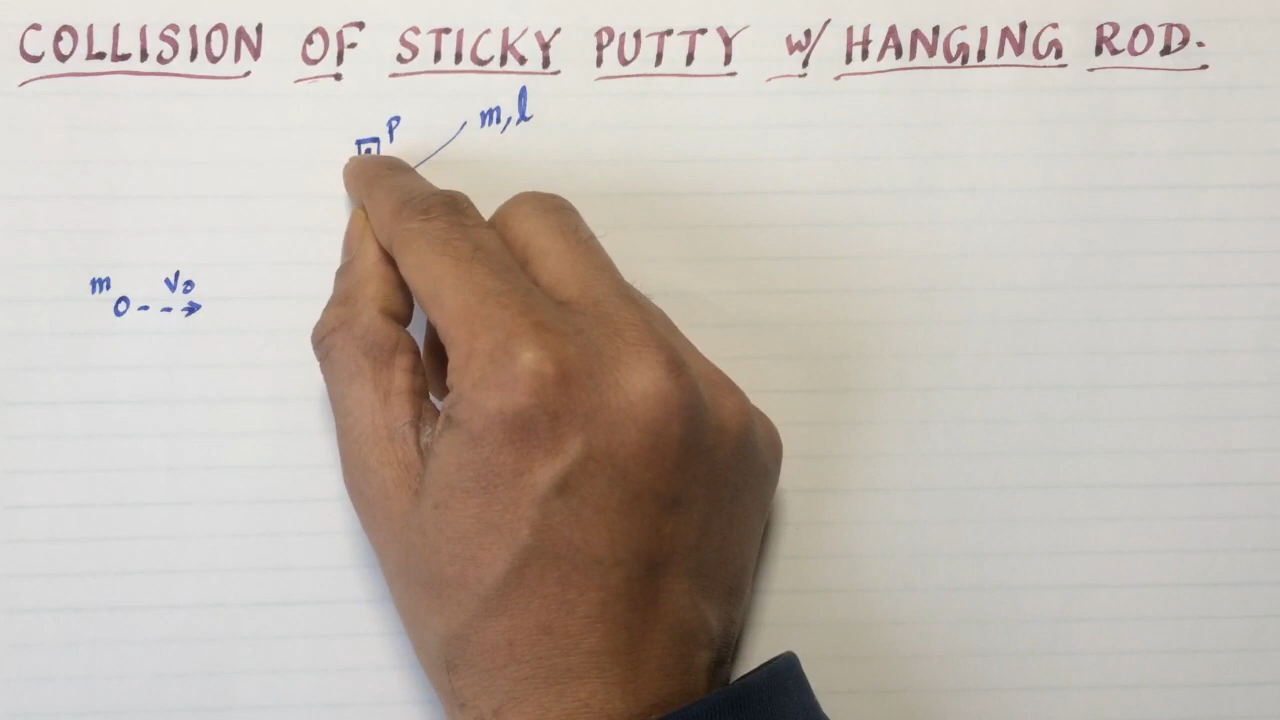 COLLISION OF STICKY PUTTY W/ HANGING ROD.
P
m, l
m v₀